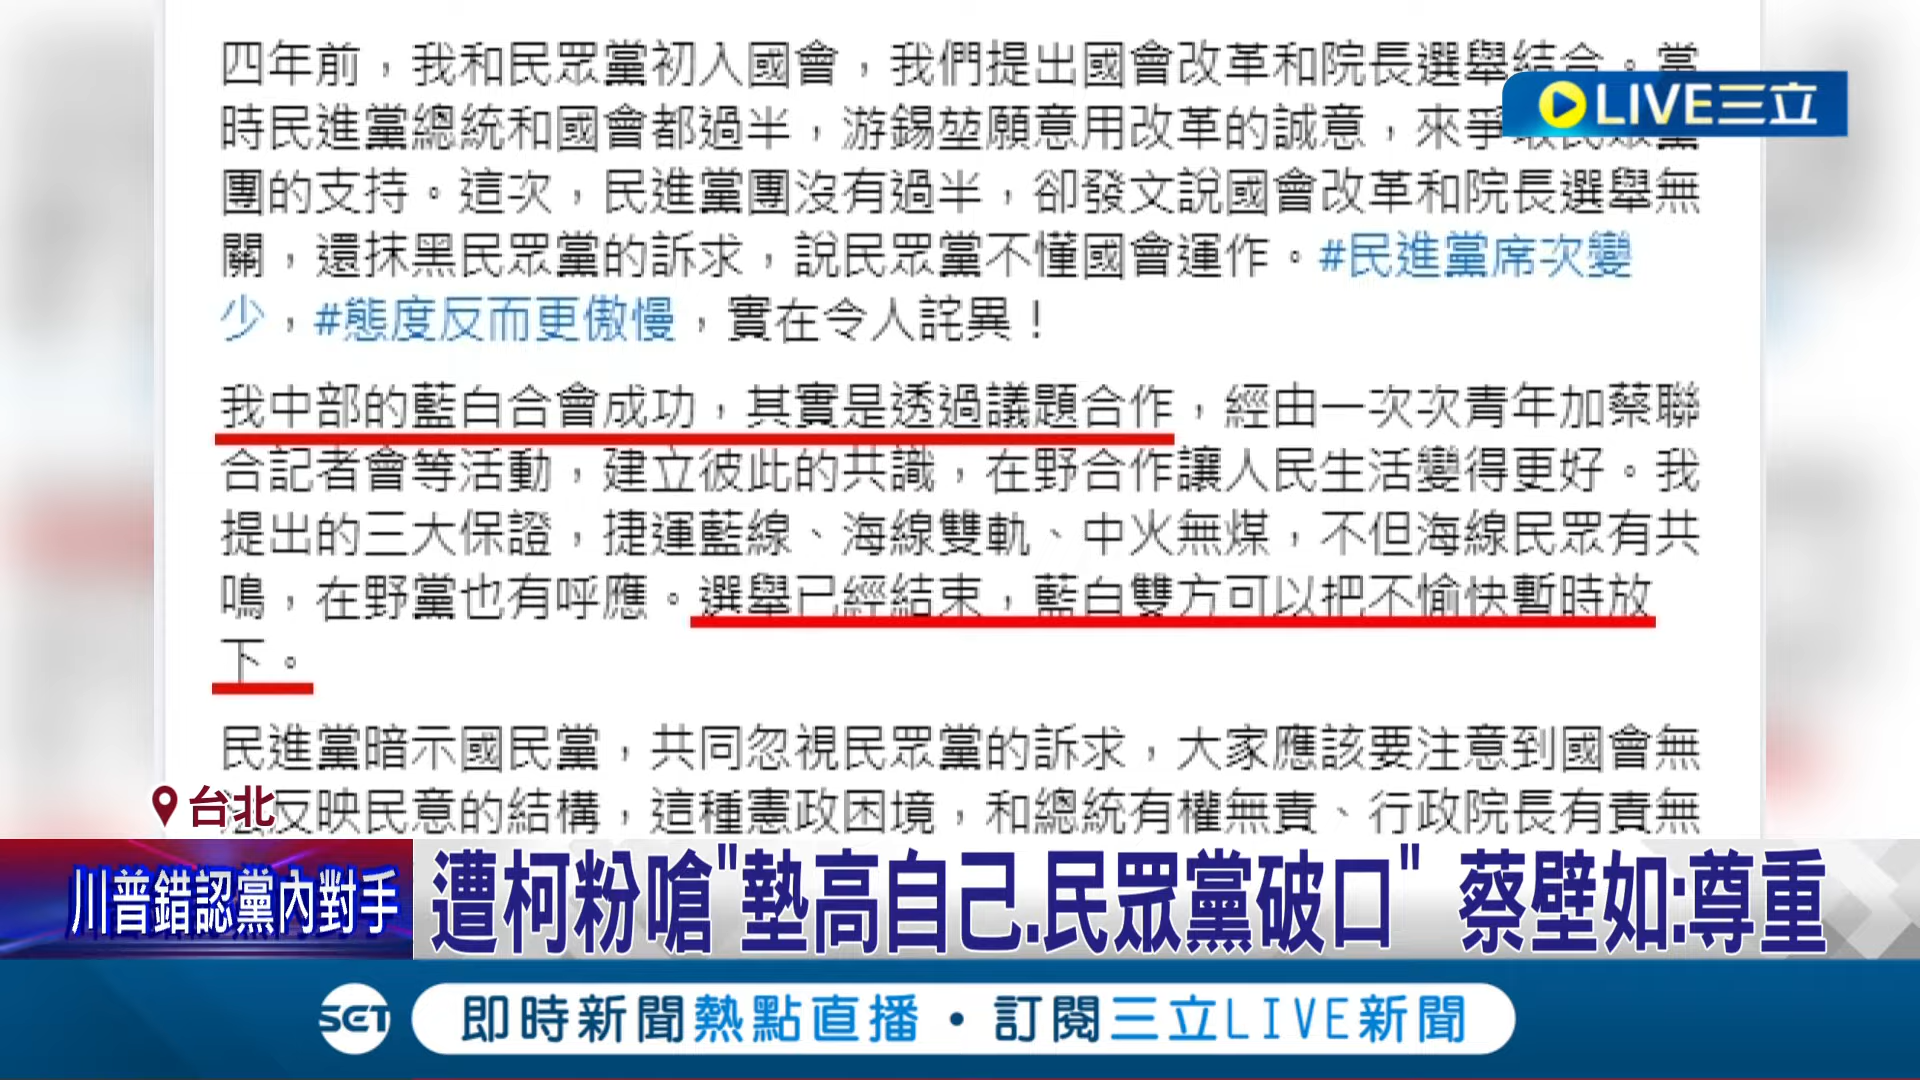 四年前，我和民眾黨初入國會，我們提出國會改革和院長選舉結合。當
時民進黨總統和國會都過半，游錫堃願意用改革的誠意，來爭取民眾黨
團的支持。這次，民進黨團沒有過半，卻發文說國會改革和院長選舉無
關，還抹黑民眾黨的訴求，說民眾黨不懂國會運作。#民進黨席次變
少，#態度反而更傲慢，實在令人詫異！
我中部的藍白合會成功，其實是透過議題合作，經由一次次青年加蔡聯
合記者會等活動，建立彼此的共識，在野合作讓人民生活變得更好。我
提出的三大保證，捷運藍線、海線雙軌、中火無煤，不但海線民眾有共
鳴，在野黨也有呼應。選舉已經結束，藍白雙方可以把不愉快暫時放
下。
民進黨暗示國民黨，共同忽視民眾黨的訴求，大家應該要注意到國會無
反映民意的結構，這種憲政困境，和總統有權無責、行政院長有責無
LIVE三立
台北
川普錯認黨內對手
遭柯粉嗆"墊高自己.民眾黨破口" 蔡壁如:尊重
SET 即時新聞熱點直播・訂閱三立LIVE新聞